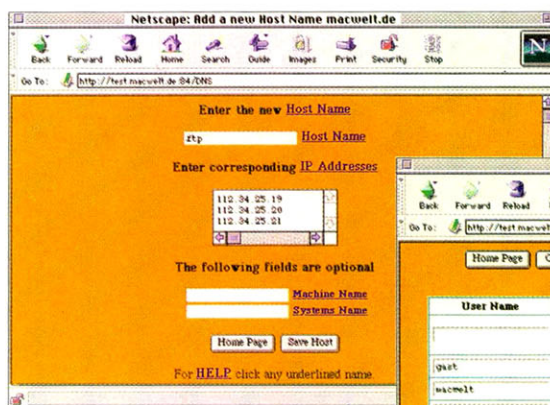 Netscape: Add a new Host Name macwelt.de
Back Forward Reload Home Search Guide Images Print Security Stop
N
Go To: http://test.macwelt.de:84/DNS
Enter the new Host Name
ftp Host Name
Enter corresponding IP Addresses
112.34.25.19
112.34.25.20
112.34.25.21
The following fields are optional
Machine Name
Systems Name
Home Page Save Host
For HELP click any underlined name.
Back Forward Reload
Go To: http://test.macwelt
Home Page
User Name
gast
macwelt